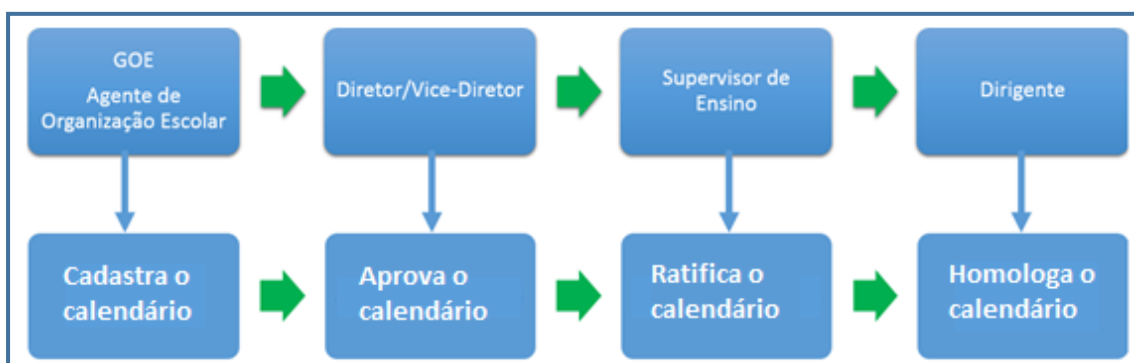 GOE
Agente de
Organização Escolar
Diretor/Vice-Diretor
Supervisor de
Ensino
Dirigente
Cadastra o
calendário
Aprova o
calendário
Ratifica o
calendário
Homologa o
calendário